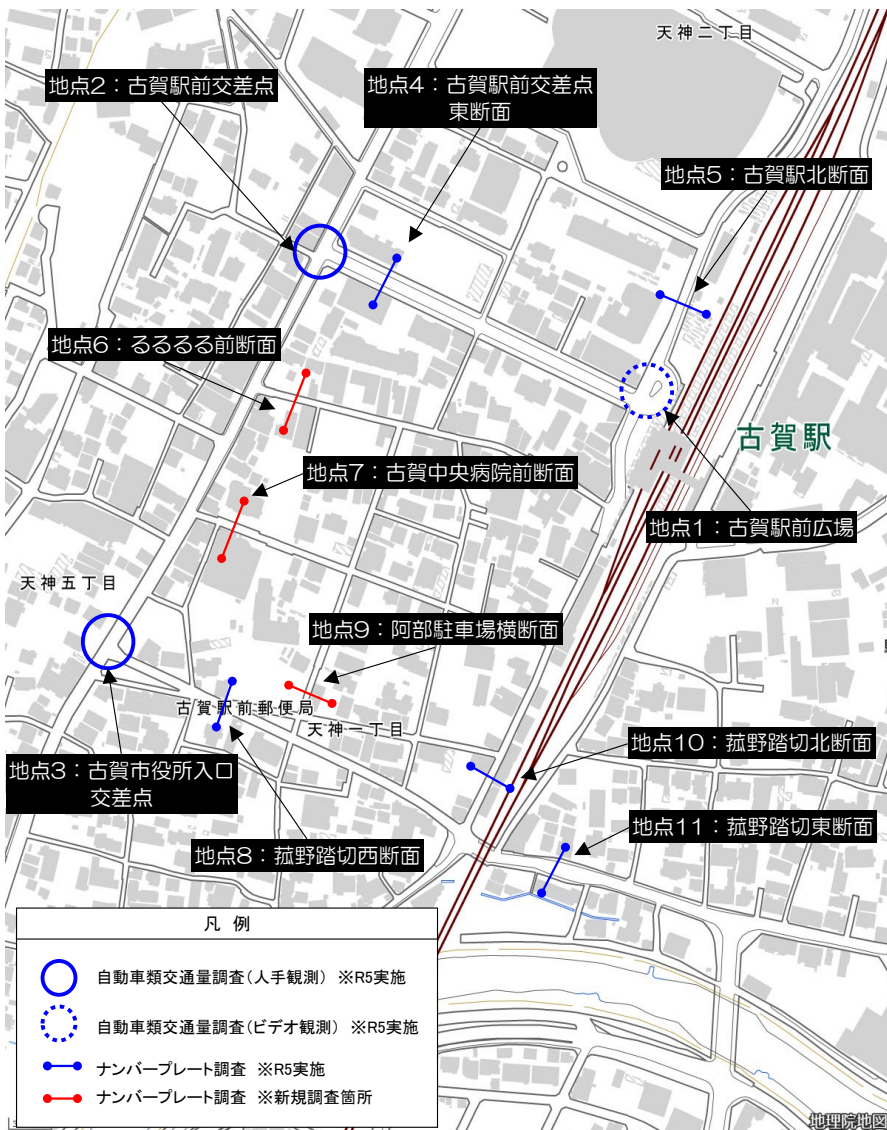 天神二丁目
地点2：古賀駅前交差点
地点4：古賀駅前交差点
東断面
地点5：古賀駅北断面
地点6：るるるる前断面
古賀駅
地点7：古賀中央病院前断面
地点1：古賀駅前広場
天神五丁目
地点9：阿部駐車場横断面
古賀駅前郵便局
天神一丁目
地点10：菰野踏切北断面
地点3：古賀市役所入口
交差点
地点11：菰野踏切東断面
地点8：菰野踏切西断面
凡 例
自動車類交通量調査(人手観測) ※R5実施
自動車類交通量調査(ビデオ観測) ※R5実施
ナンバープレート調査 ※R5実施
ナンバープレート調査 ※新規調査箇所
地理院地図